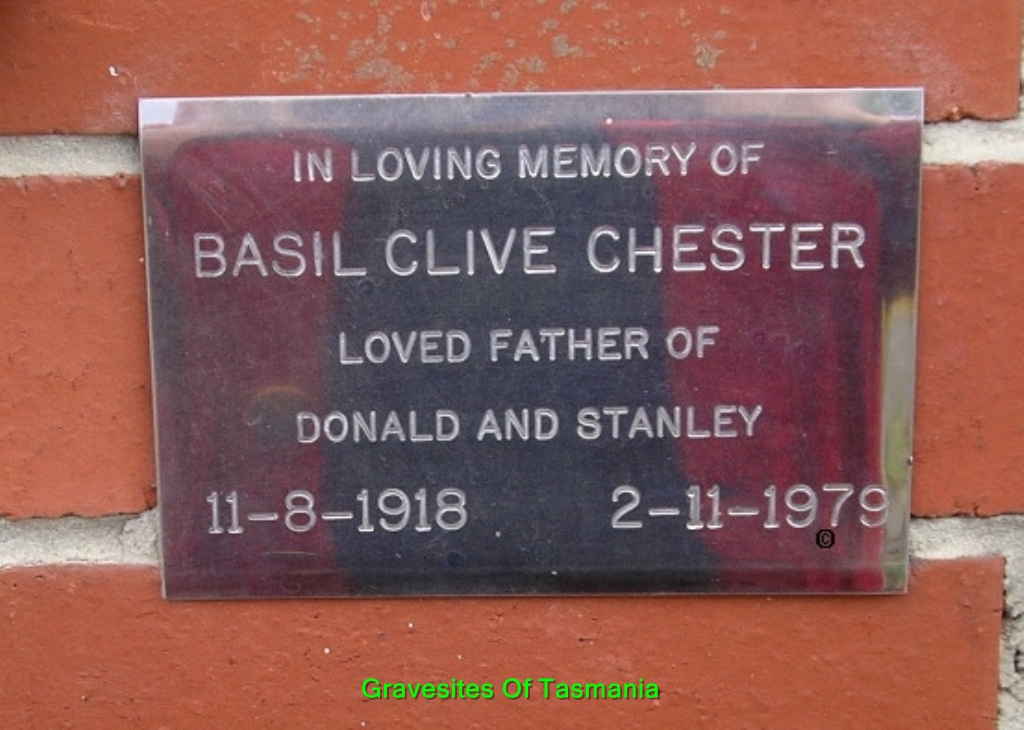 IN LOVING MEMORY OF
BASIL CLIVE CHESTER
LOVED FATHER OF
DONALD AND STANLEY
11-8-1918 2-11-1979
©
Gravesites Of Tasmania